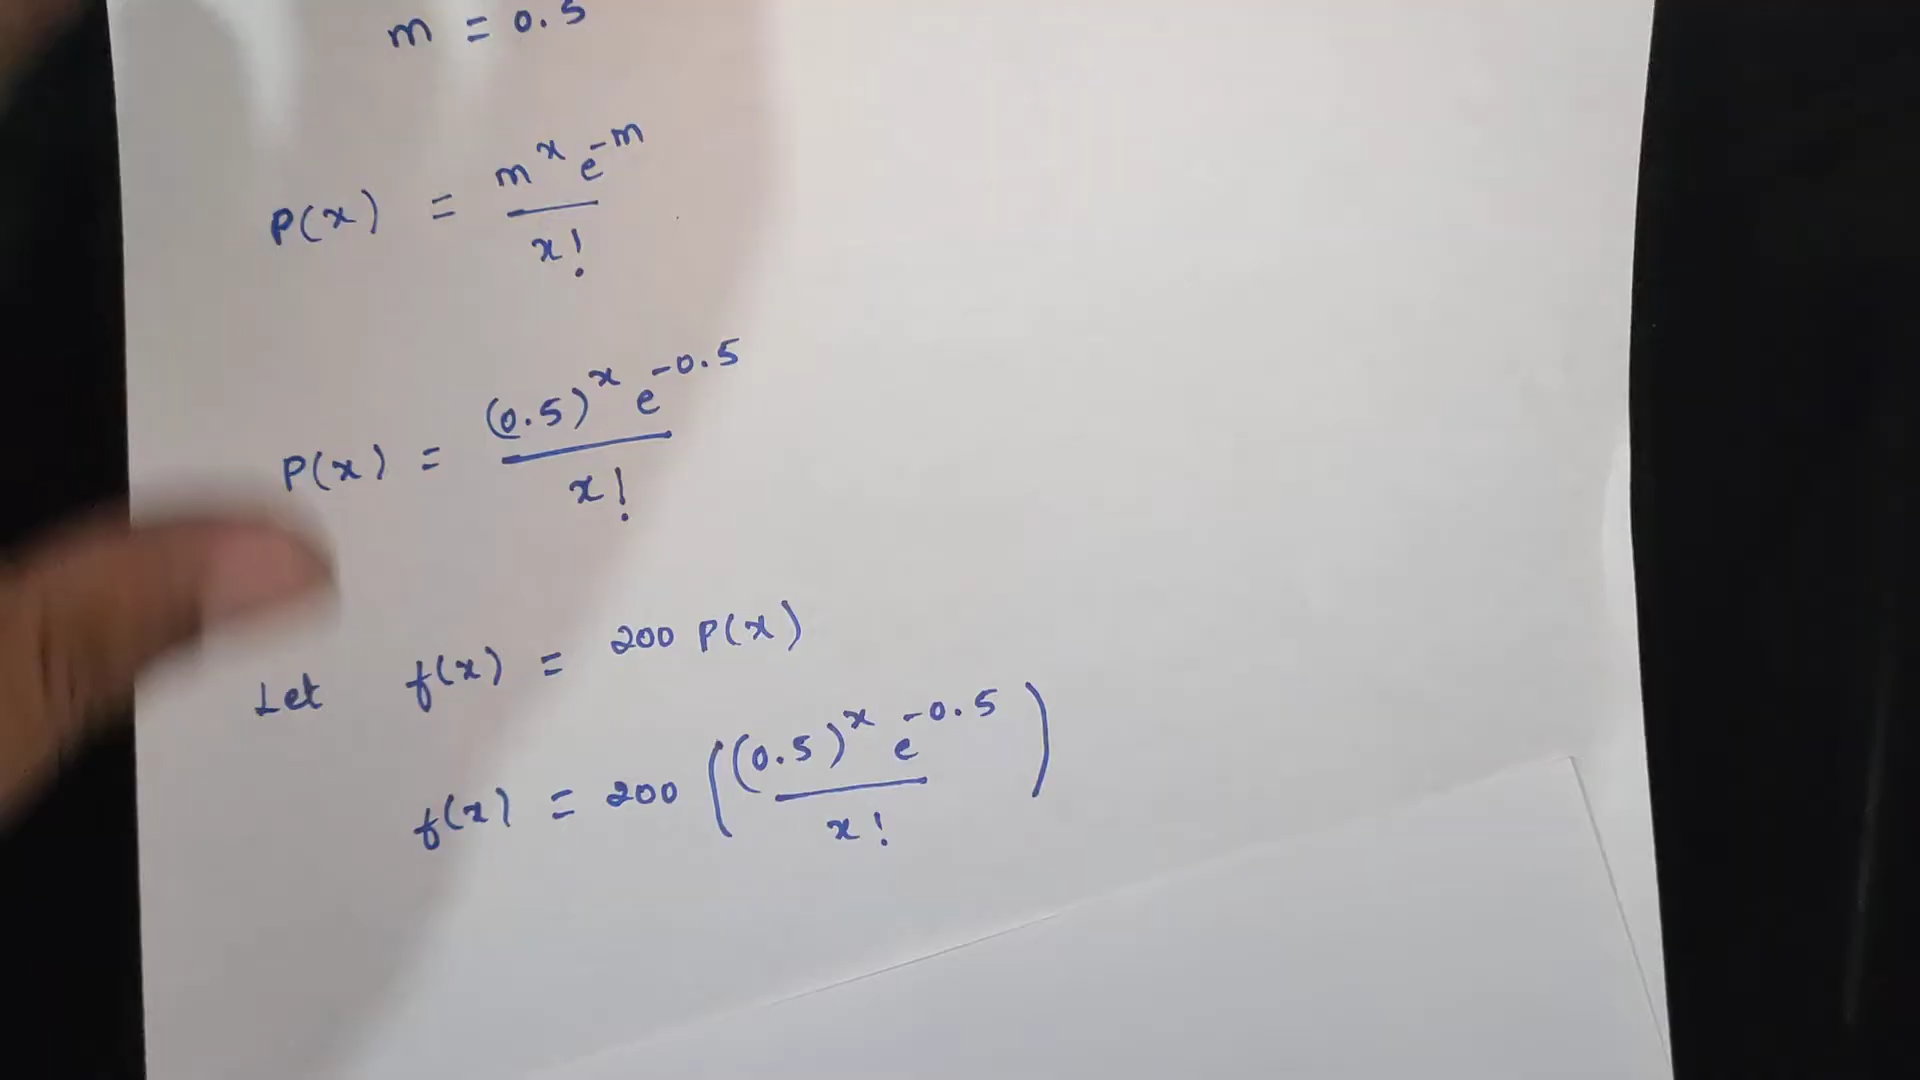 m = 0.5
P(x) = m^x e^-m / x!
P(x) = (0.5)^x e^-0.5 / x!
Let f(x) = 200 P(x)
f(x) = 200 ((0.5)^x e^-0.5 / x!)